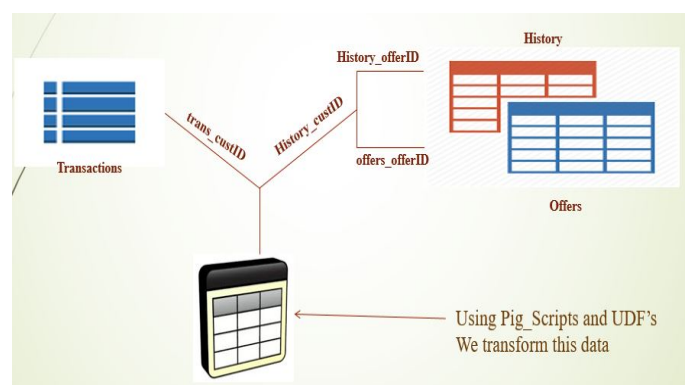 History
History_offerID
trans_custID
History_custID
offers_offerID
Transactions
Offers
Using Pig_Scripts and UDF's
We transform this data